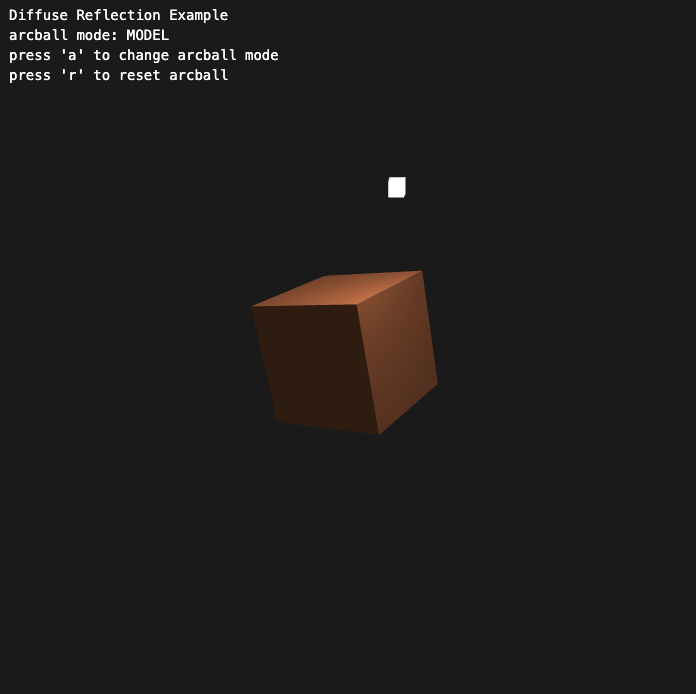 Diffuse Reflection Example
arcball mode: MODEL
press 'a' to change arcball mode
press 'r' to reset arcball